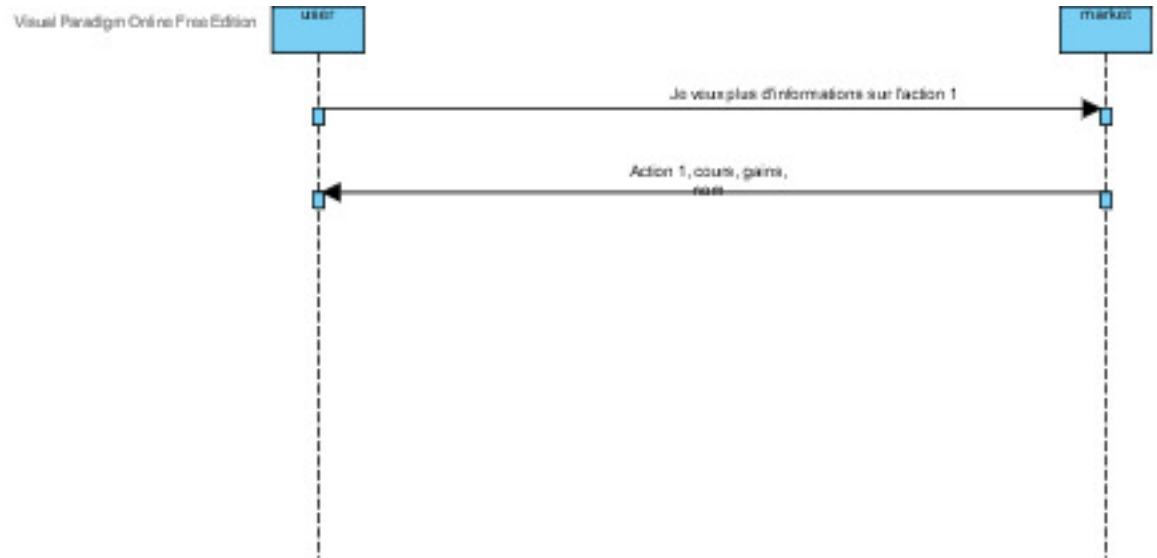 Visual Paradigm Online Free Edition
user
market
Je veux plus d'informations sur l'action 1
Action 1, cours, gains,
nom